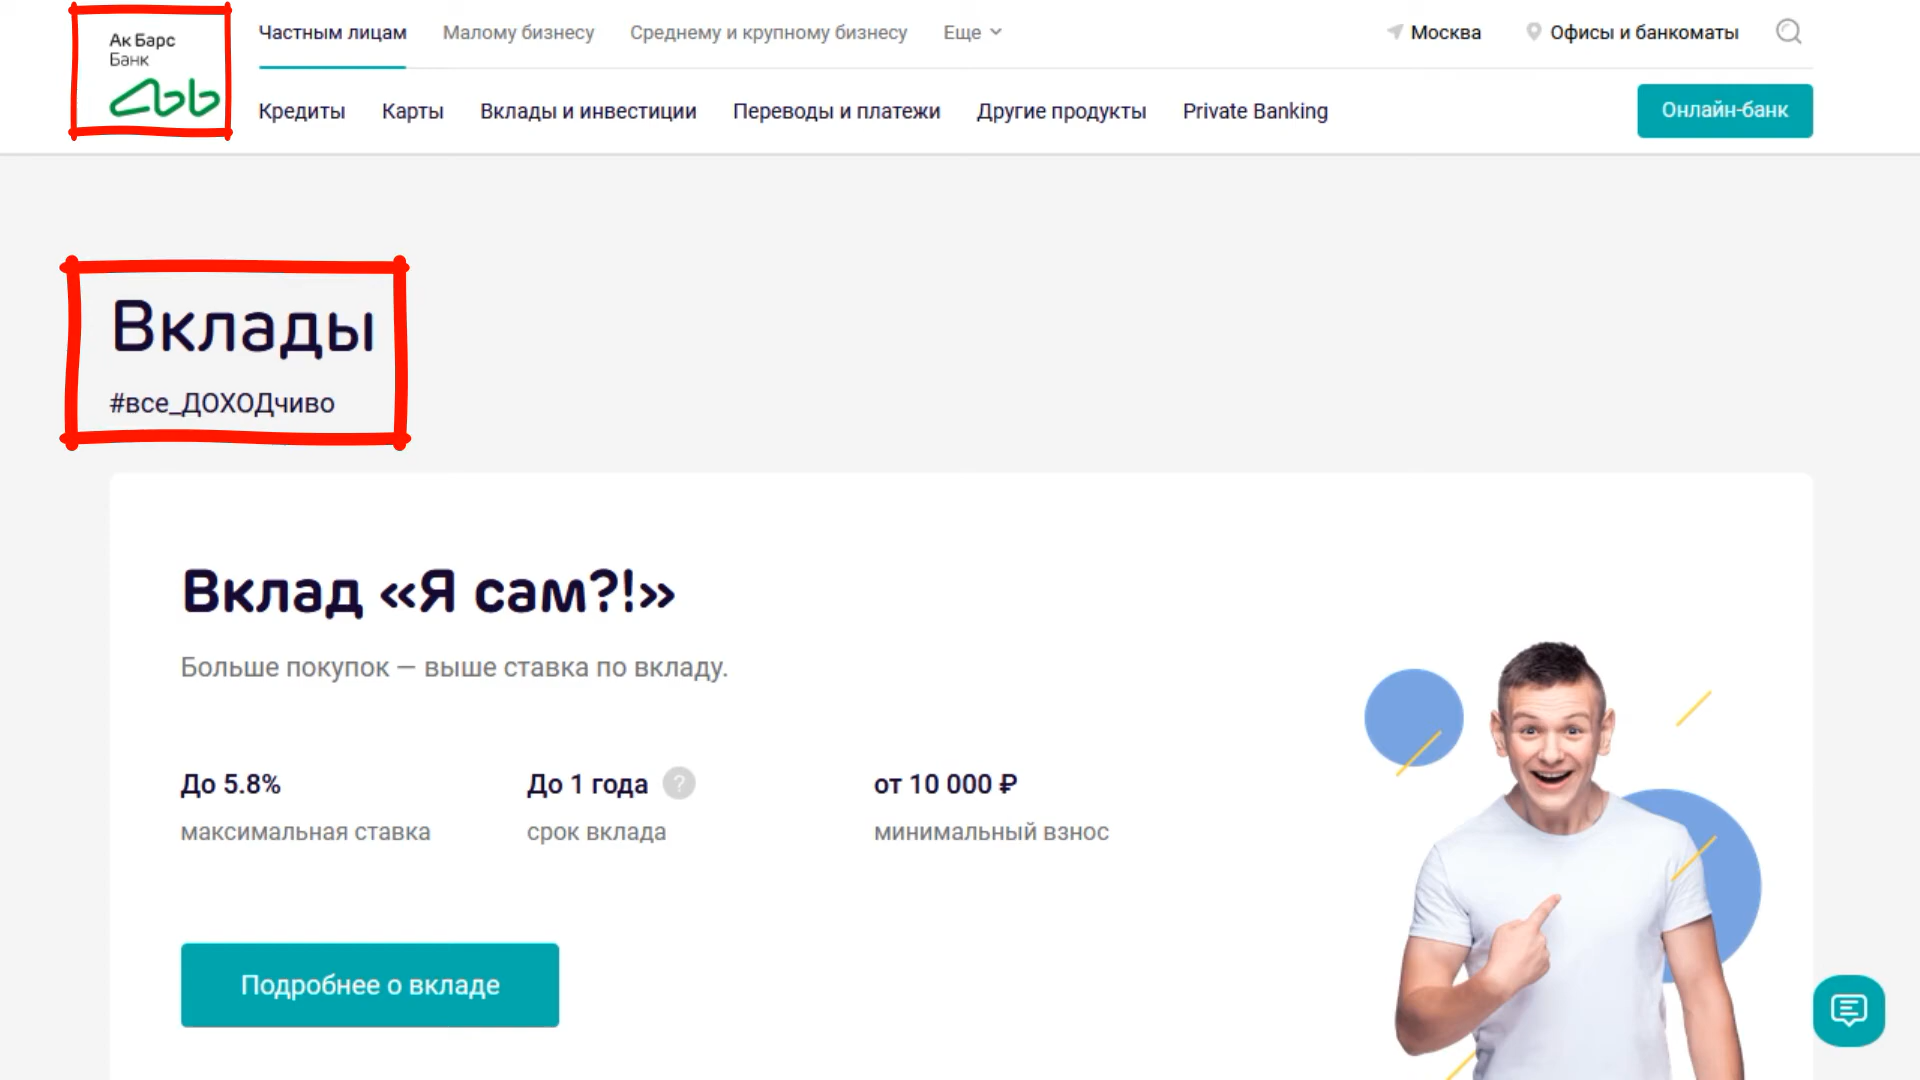 Ак Барс
Банк
Частным лицам Малому бизнесу Среднему и крупному бизнесу Еще Москва Офисы и банкоматы
Кредиты Карты Вклады и инвестиции Переводы и платежи Другие продукты Private Banking Онлайн-банк
Вклады
#все_ДОХОДчиво
Вклад «Я сам?!»
Больше покупок — выше ставка по вкладу.
До 5.8% До 1 года ? от 10 000 ₽
максимальная ставка срок вклада минимальный взнос
Подробнее о вкладе